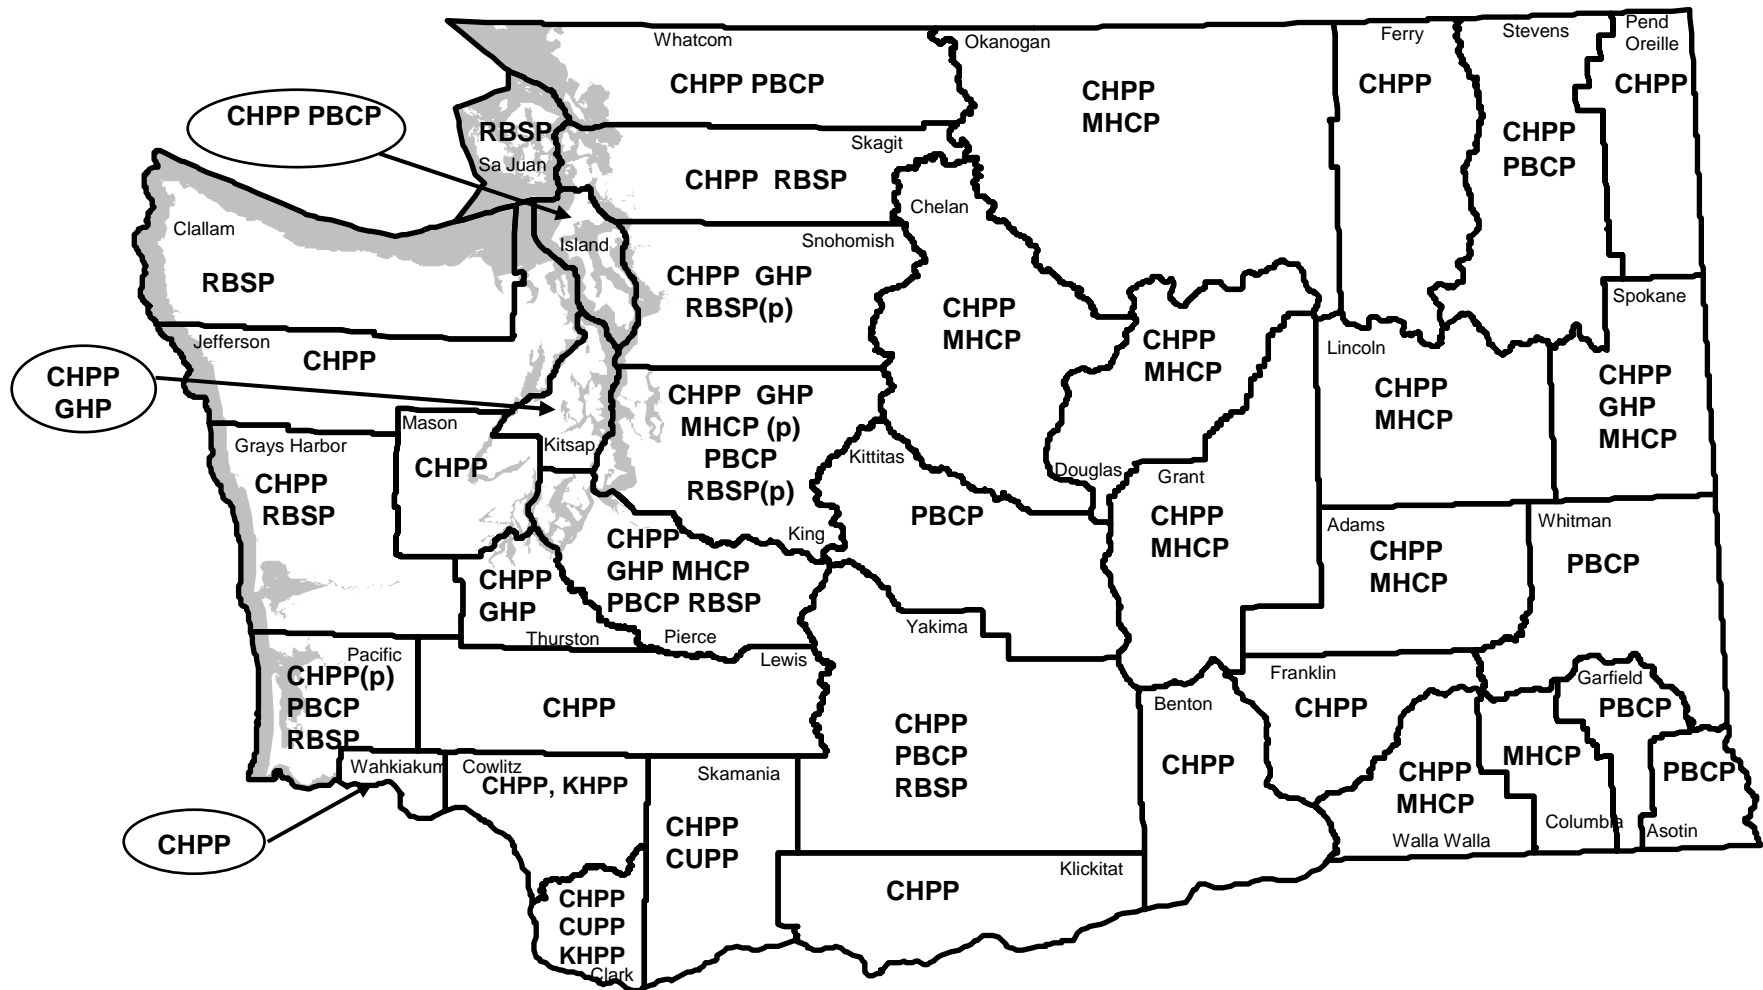 Whatcom
CHPP PBCP
Okanogan
CHPP
MHCP
Ferry
CHPP
Stevens
CHPP
PBCP
Pend
Oreille
CHPP
CHPP PBCP
RBSP
Sa Juan
Skagit
CHPP RBSP
Clallam
RBSP
Island
Snohomish
CHPP GHP
RBSP(p)
Chelan
CHPP
MHCP
CHPP
MHCP
Douglas
Lincoln
CHPP
MHCP
Spokane
CHPP
GHP
MHCP
Jefferson
CHPP
CHPP
GHP
Kitsap
CHPP GHP
MHCP (p)
PBCP
RBSP(p)
King
Mason
CHPP
Grays Harbor
CHPP
RBSP
Kittitas
PBCP
Grant
CHPP
MHCP
Adams
CHPP
MHCP
Whitman
PBCP
CHPP
GHP
Thurston
CHPP
GHP MHCP
PBCP RBSP
Pierce
Pacific
CHPP(p)
PBCP
RBSP
Lewis
CHPP
Yakima
CHPP
PBCP
RBSP
Benton
CHPP
Franklin
CHPP
Garfield
PBCP
CHPP
MHCP
Walla Walla
MHCP
Columbia
PBCP
Asotin
Wahkiakum
CHPP
Cowlitz
CHPP, KHPP
Skamania
CHPP
CUPP
Klickitat
CHPP
CHPP
CUPP
KHPP
Clark